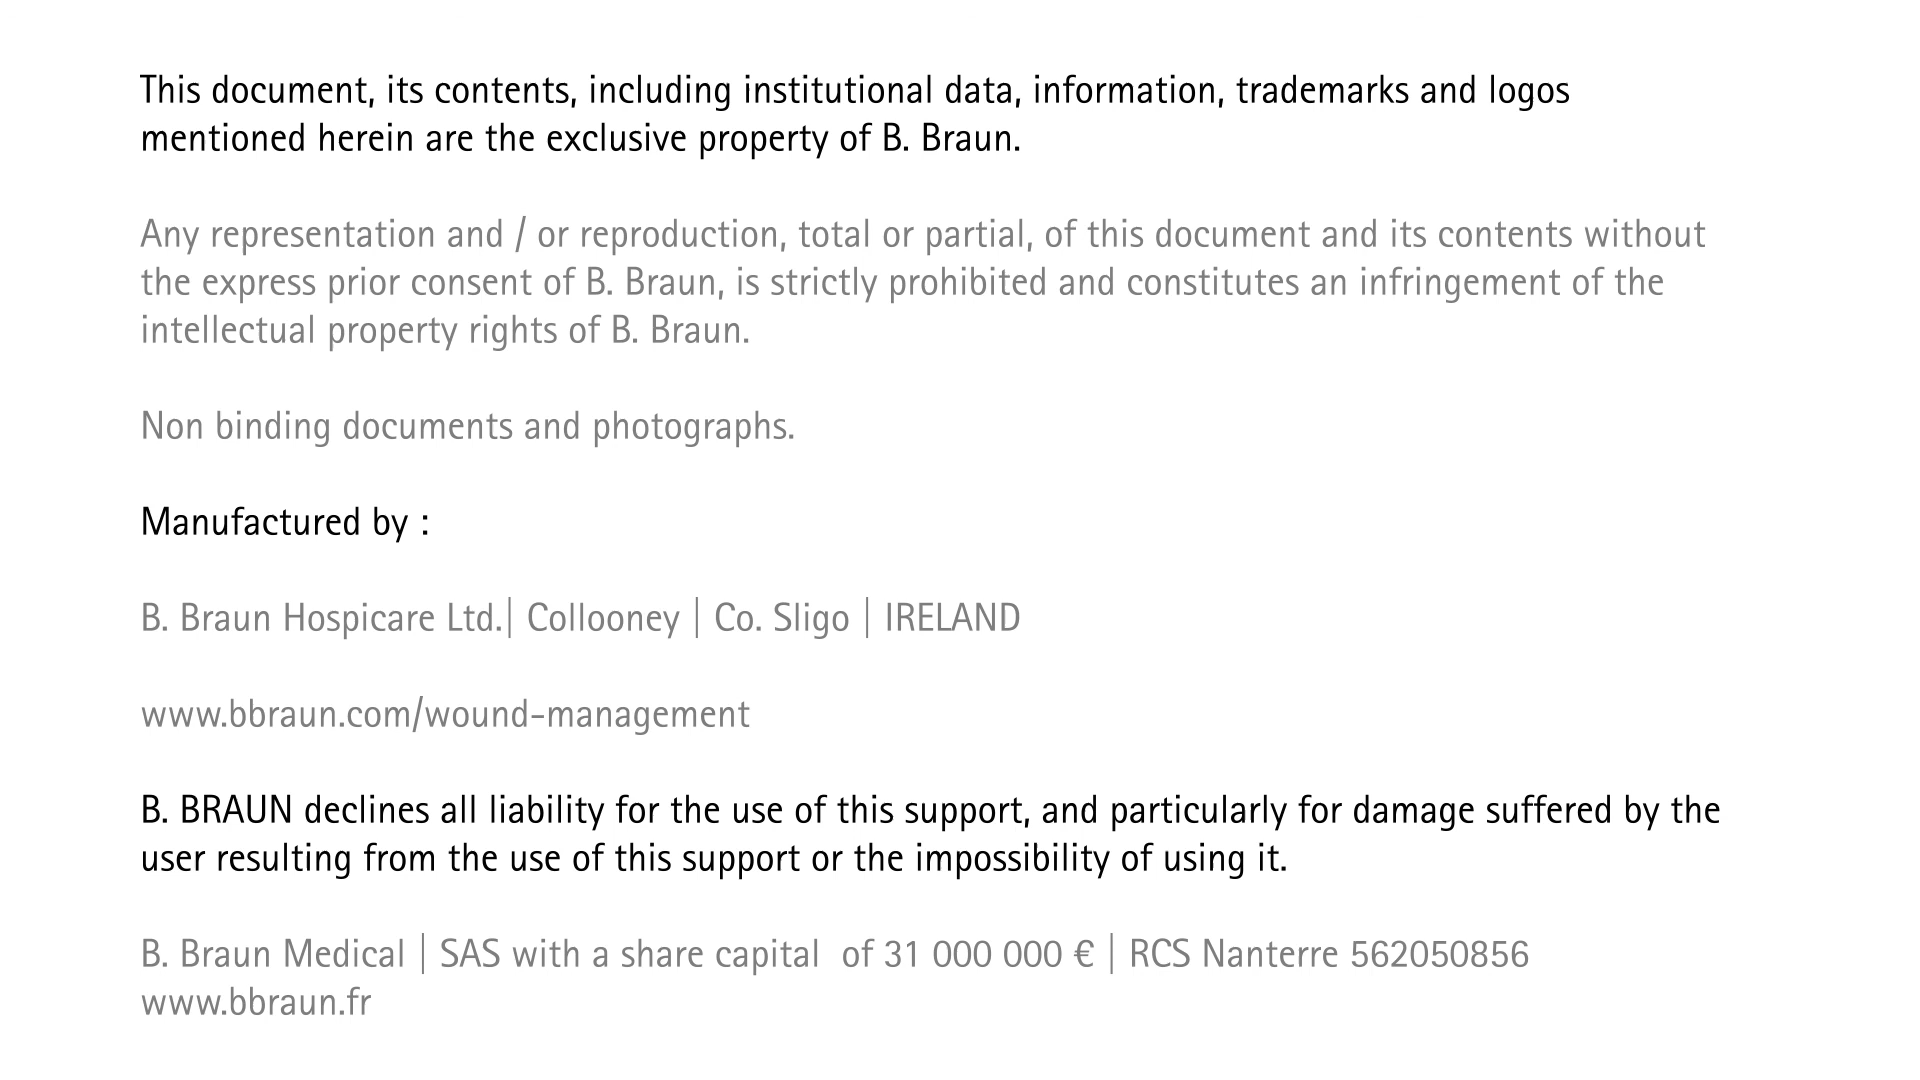 This document, its contents, including institutional data, information, trademarks and logos
mentioned herein are the exclusive property of B. Braun.
Any representation and / or reproduction, total or partial, of this document and its contents without
the express prior consent of B. Braun, is strictly prohibited and constitutes an infringement of the
intellectual property rights of B. Braun.
Non binding documents and photographs.
Manufactured by :
B. Braun Hospicare Ltd.| Collooney | Co. Sligo | IRELAND
www.bbraun.com/wound-management
B. BRAUN declines all liability for the use of this support, and particularly for damage suffered by the
user resulting from the use of this support or the impossibility of using it.
B. Braun Medical | SAS with a share capital  of 31 000 000 € | RCS Nanterre 562050856
www.bbraun.fr